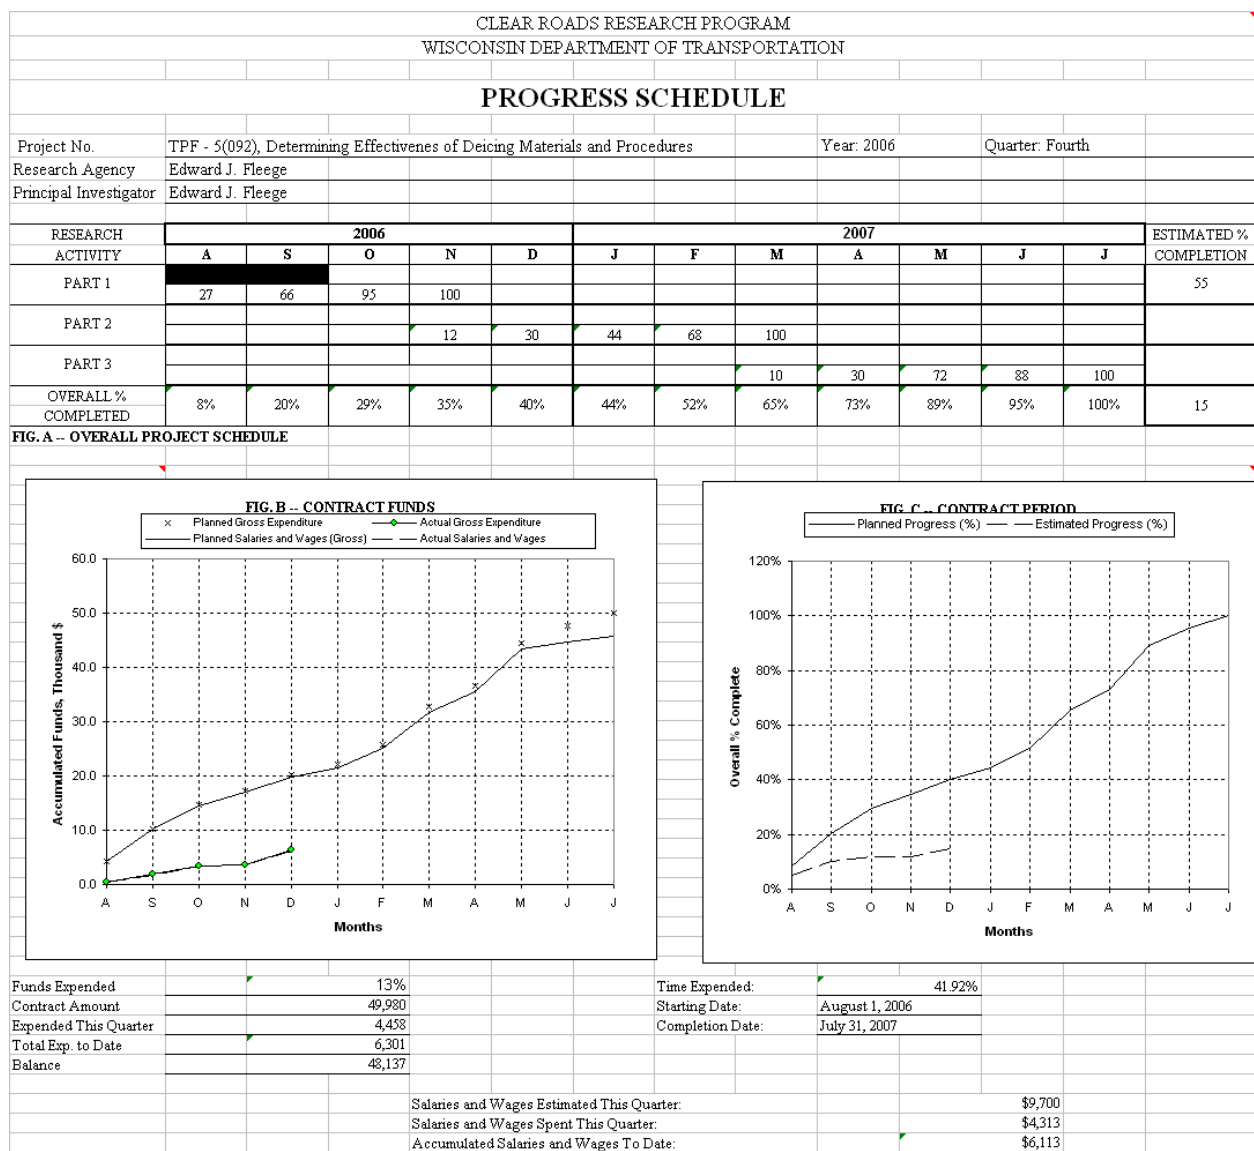 CLEAR ROADS RESEARCH PROGRAM
WISCONSIN DEPARTMENT OF TRANSPORTATION
PROGRESS SCHEDULE
Project No. TPF - 5(092), Determining Effectivenes of Deicing Materials and Procedures Year: 2006 Quarter: Fourth
Research Agency Edward J. Fleege
Principal Investigator Edward J. Fleege
RESEARCH 2006 2007 ESTIMATED %
ACTIVITY A S O N D J F M A M J J COMPLETION
PART 1 55
27 66 95 100
PART 2
12 30 44 68 100
PART 3
10 30 72 88 100
OVERALL % COMPLETED 8% 20% 29% 35% 40% 44% 52% 65% 73% 89% 95% 100% 15
FIG. A -- OVERALL PROJECT SCHEDULE
FIG. B -- CONTRACT FUNDS
Planned Gross Expenditure Actual Gross Expenditure
Planned Salaries and Wages (Gross) Actual Salaries and Wages
60.0
50.0
40.0
30.0
20.0
10.0
0.0
Accumulated Funds, Thousand $
A S O N D J F M A M J J
Months
FIG. C -- CONTRACT PERIOD
Planned Progress (%) Estimated Progress (%)
120%
100%
80%
60%
40%
20%
0%
Overall % Complete
A S O N D J F M A M J J
Months
Funds Expended 13%
Contract Amount 49,980
Expended This Quarter 4,458
Total Exp. to Date 6,301
Balance 48,137
Time Expended: 41.92%
Starting Date: August 1, 2006
Completion Date: July 31, 2007
Salaries and Wages Estimated This Quarter: $9,700
Salaries and Wages Spent This Quarter: $4,313
Accumulated Salaries and Wages To Date: $6,113